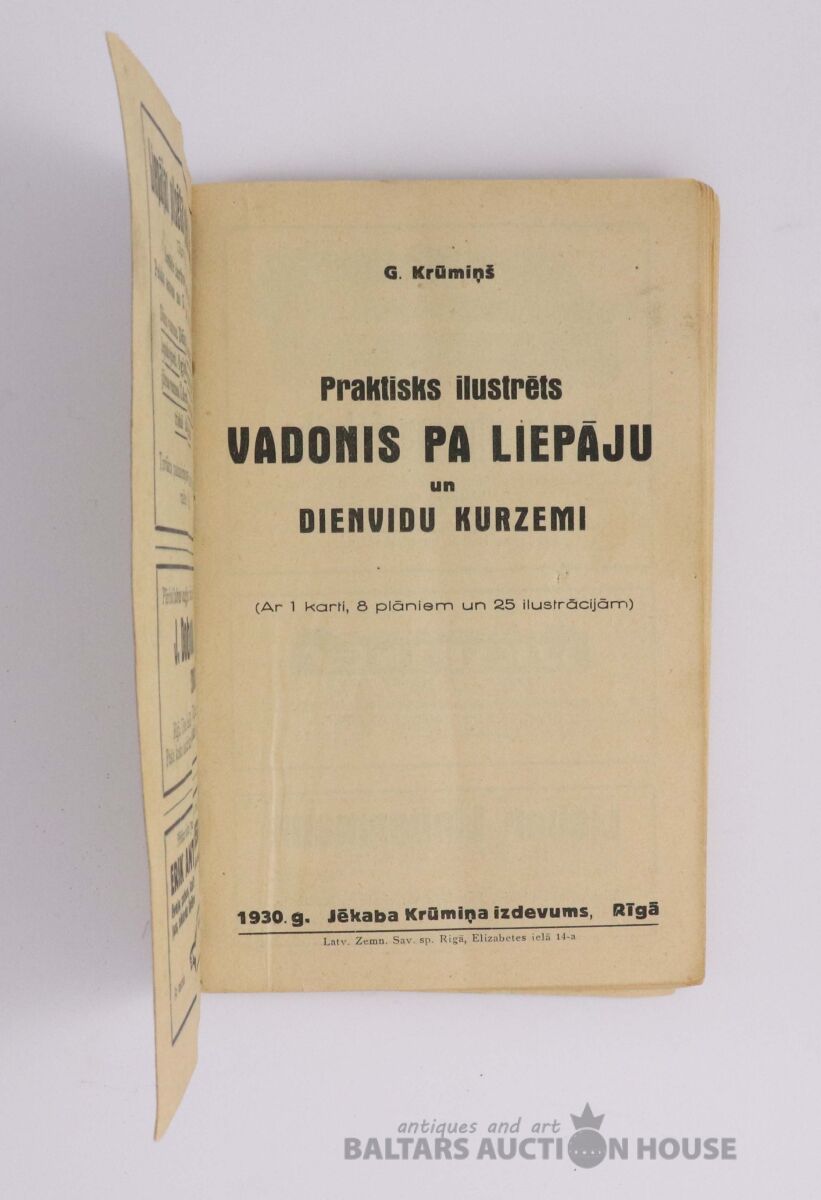 G. Krūmiņš
Praktisks ilustrēts
VADONIS PA LIEPĀJU
un
DIENVIDU KURZEMI
(Ar 1 karti, 8 plāniem un 25 ilustrācijām)
1930. g. Jēkaba Krūmiņa izdevums, Rīgā
Latv. Zemn. Sav. sp. Rīgā, Elizabetes ielā 14-a
J.
ERIK
antiques and art
BALTARS AUCTION HOUSE